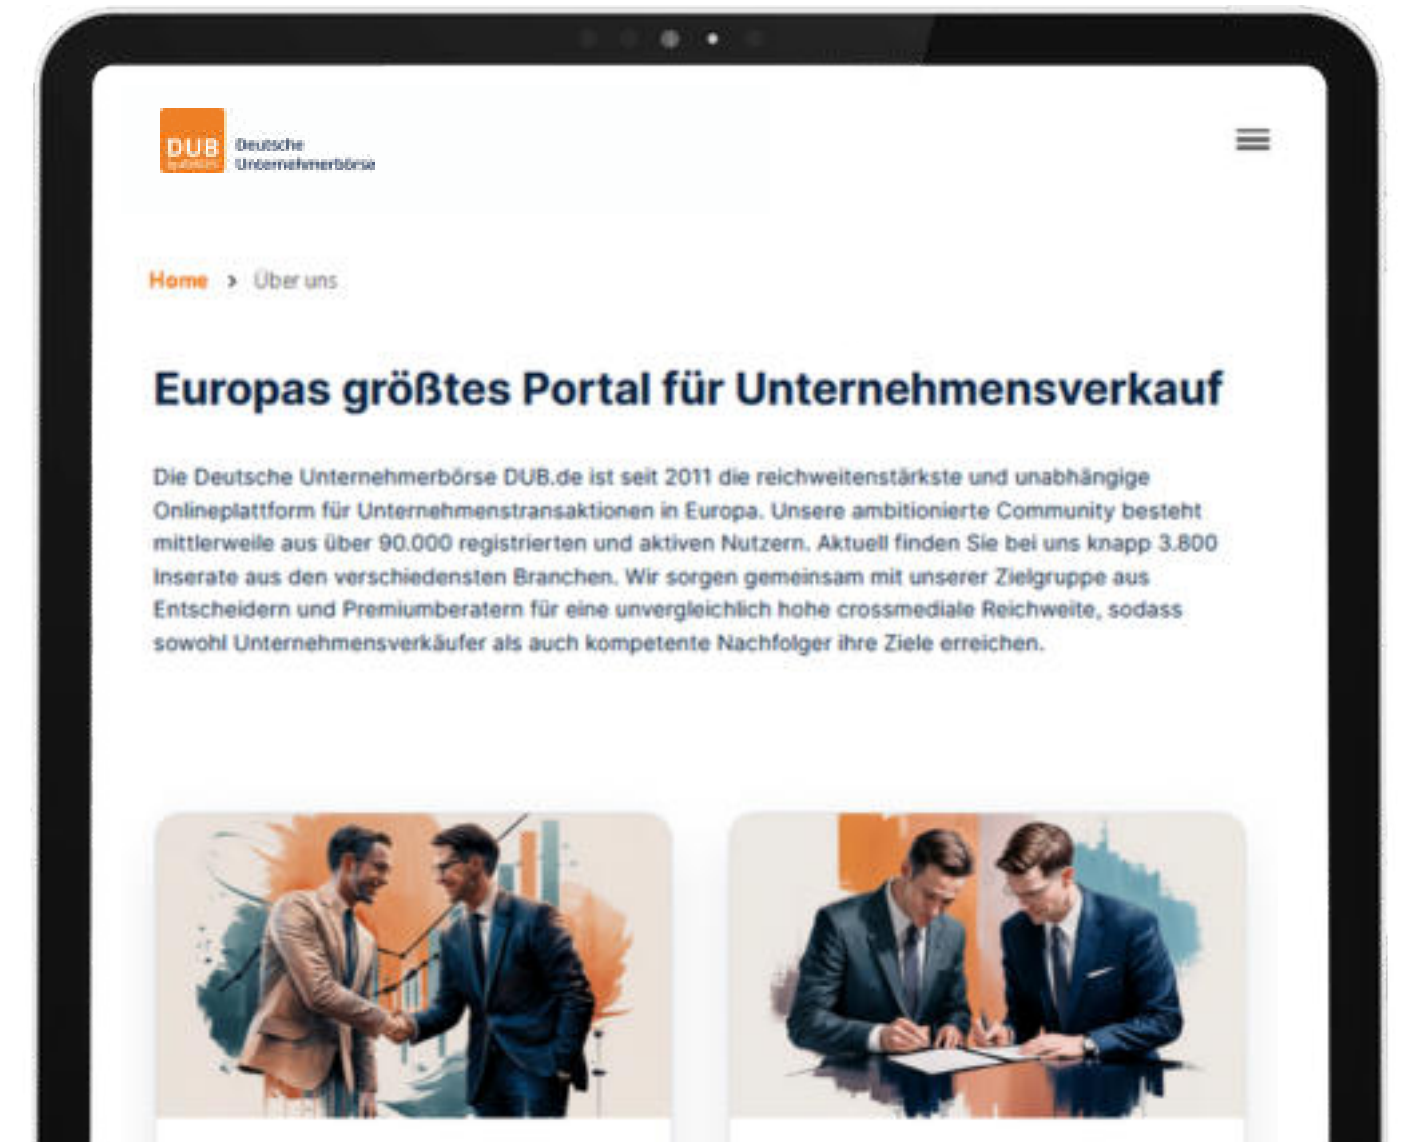 DUB
Deutsche
Unternehmerbörse
Home > Über uns
Europas größtes Portal für Unternehmensverkauf
Die Deutsche Unternehmerbörse DUB.de ist seit 2011 die reichweitenstärkste und unabhängige
Onlineplattform für Unternehmenstransaktionen in Europa. Unsere ambitionierte Community besteht
mittlerweile aus über 90.000 registrierten und aktiven Nutzern. Aktuell finden Sie bei uns knapp 3.800
Inserate aus den verschiedensten Branchen. Wir sorgen gemeinsam mit unserer Zielgruppe aus
Entscheidern und Premiumberatern für eine unvergleichlich hohe crossmediale Reichweite, sodass
sowohl Unternehmensverkäufer als auch kompetente Nachfolger ihre Ziele erreichen.